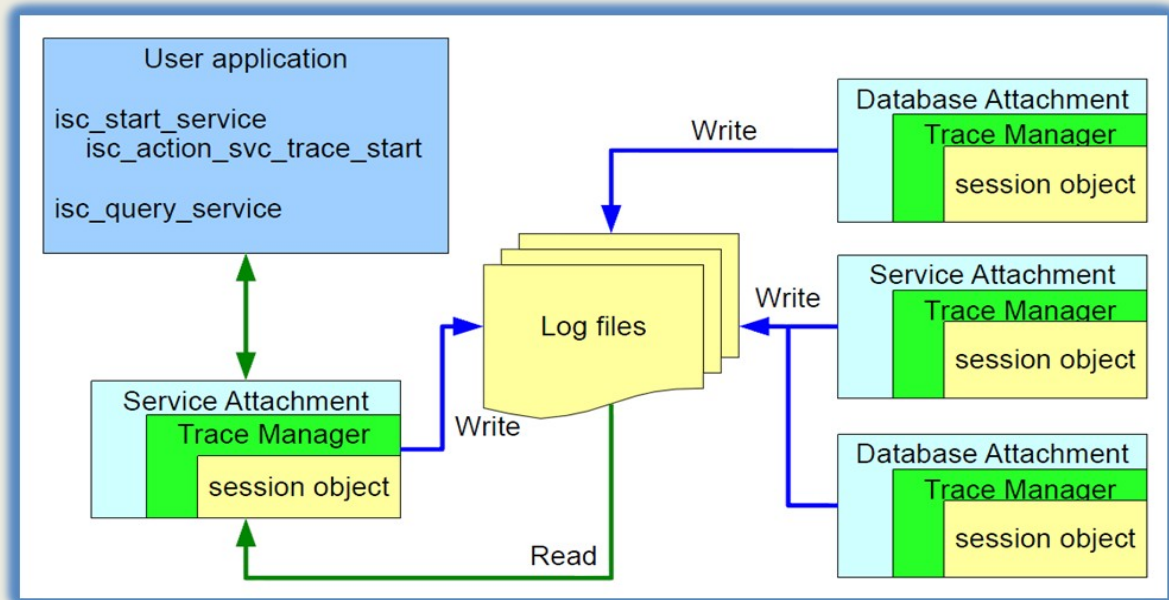 User application
isc_start_service
isc_action_svc_trace_start
isc_query_service
Service Attachment
Trace Manager
session object
Write
Log files
Read
Write
Write
Database Attachment
Trace Manager
session object
Service Attachment
Trace Manager
session object
Database Attachment
Trace Manager
session object